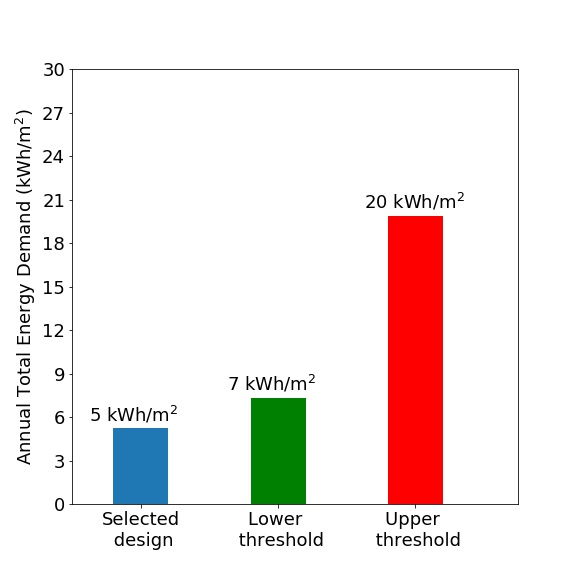 30
27
24
21
18
15
12
9
6
3
0
Annual Total Energy Demand (kWh/m²)
5 kWh/m²
7 kWh/m²
20 kWh/m²
Selected
design
Lower
threshold
Upper
threshold